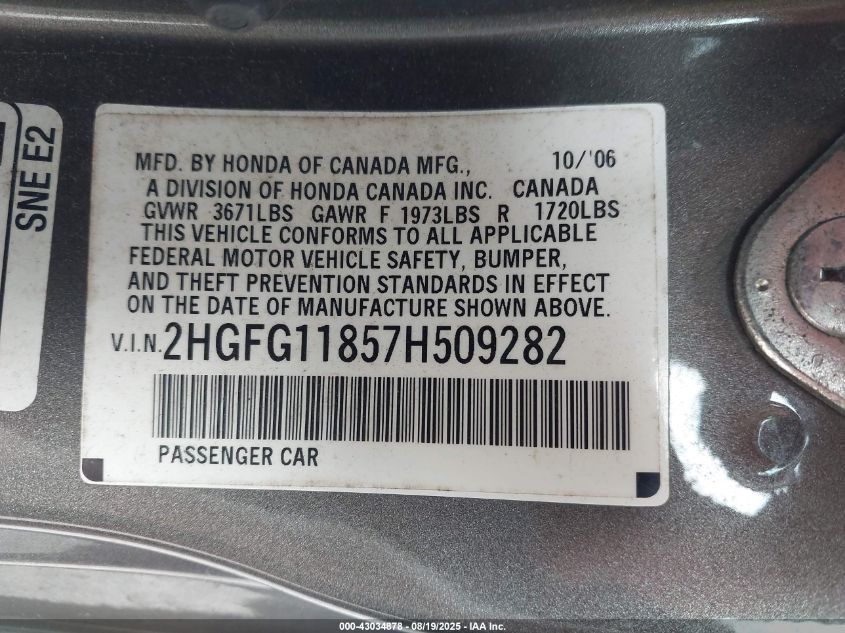 SNE E2
MFD. BY HONDA OF CANADA MFG., 10/'06
A DIVISION OF HONDA CANADA INC. CANADA
GVWR 3671LBS GAWR F 1973LBS R 1720LBS
THIS VEHICLE CONFORMS TO ALL APPLICABLE
FEDERAL MOTOR VEHICLE SAFETY, BUMPER,
AND THEFT PREVENTION STANDARDS IN EFFECT
ON THE DATE OF MANUFACTURE SHOWN ABOVE.
V.I.N. 2HGFG11857H509282
PASSENGER CAR
000-43034878 - 08/19/2025 - IAA Inc.